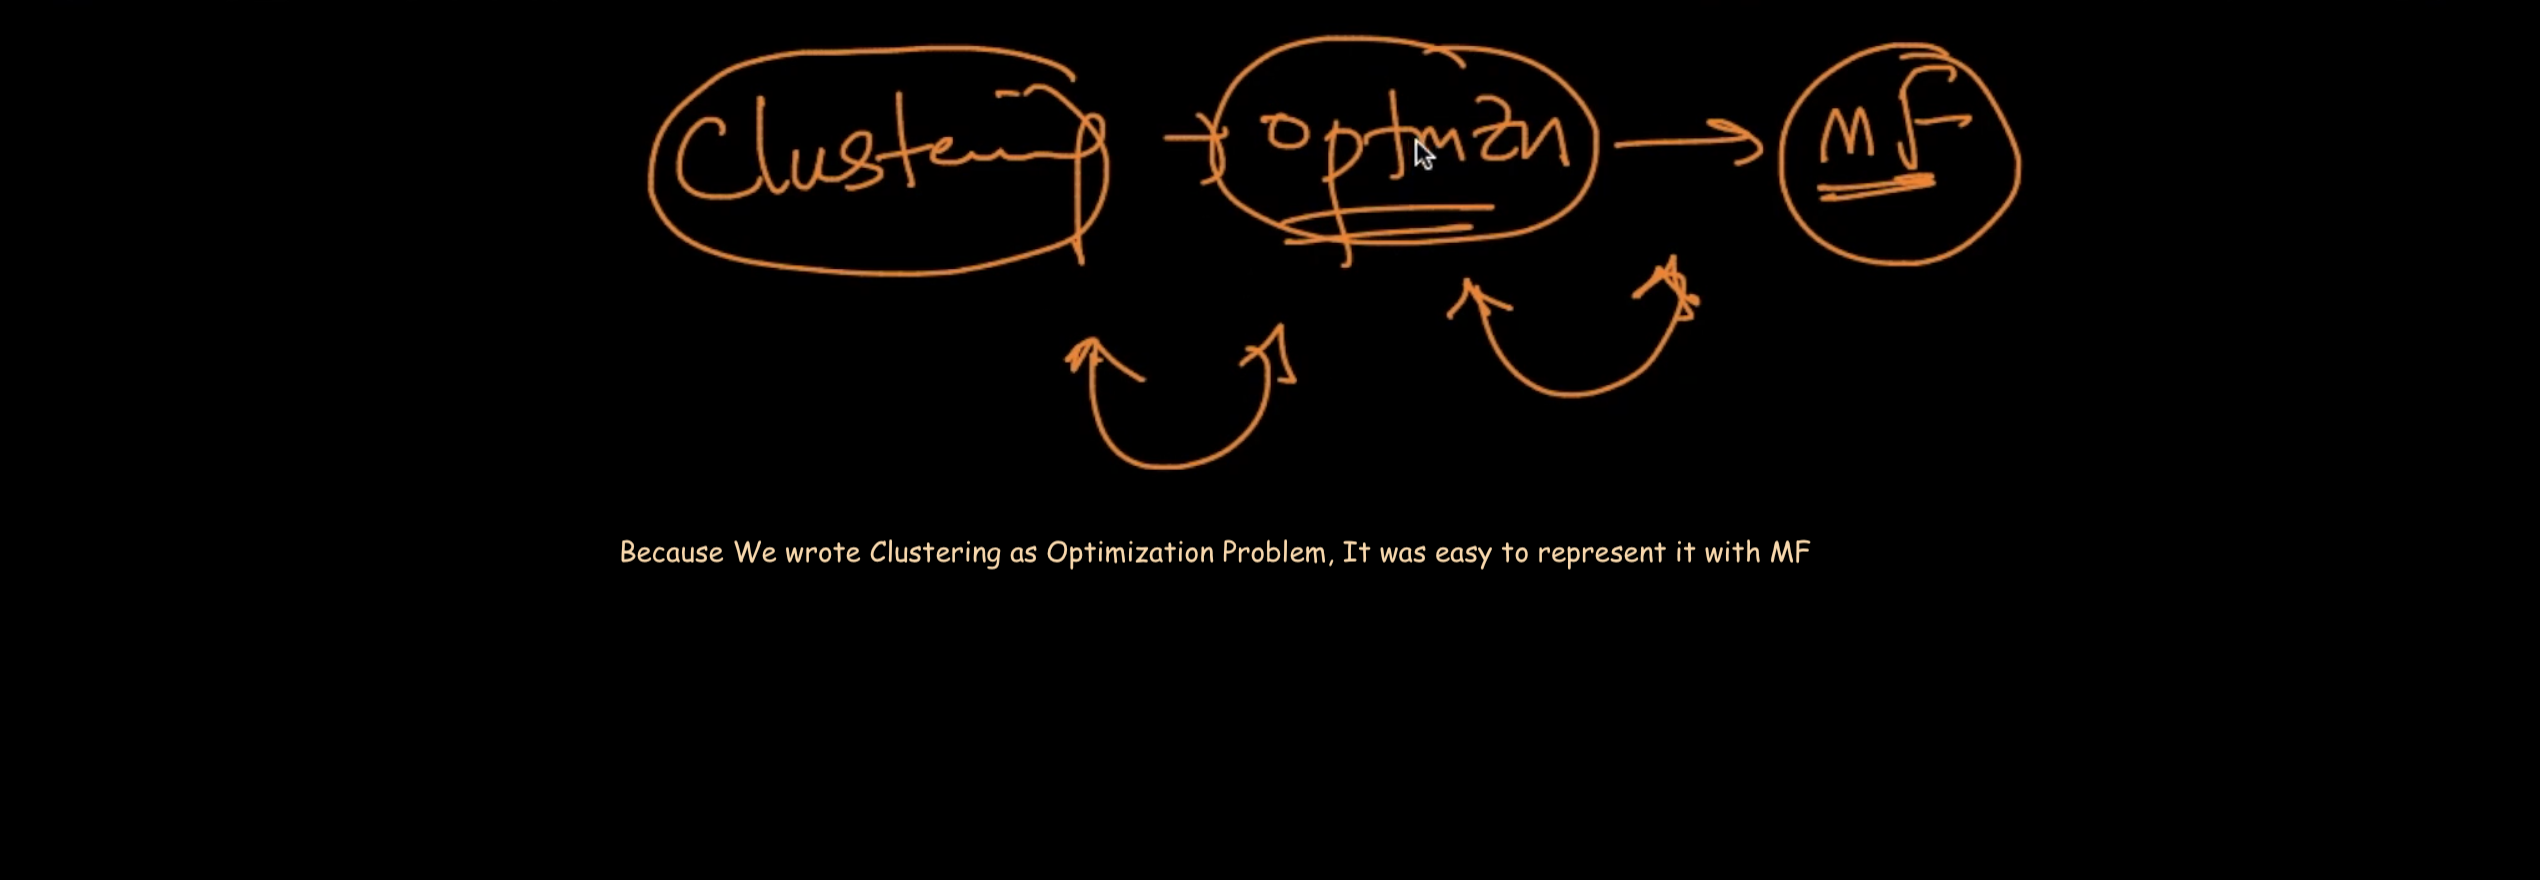 Clustering → optmzn → MF
Because We wrote Clustering as Optimization Problem, It was easy to represent it with MF